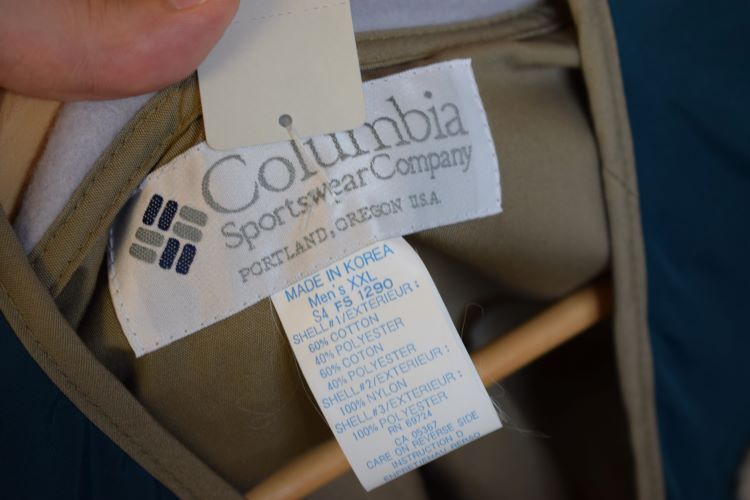 Columbia
Sportswear Company
PORTLAND, OREGON U.S.A.
MADE IN KOREA
Men's XXL
S4 FS 1290
SHELL#1/EXTERIEUR:
60% COTTON
40% POLYESTER
60% COTON
40% POLYESTER
SHELL#2/EXTERIEUR:
100% NYLON
SHELL#3/EXTERIEUR:
100% POLYESTER
RN 69724
CA 05367
CARE ON REVERSE SIDE
INSTRUCTION D